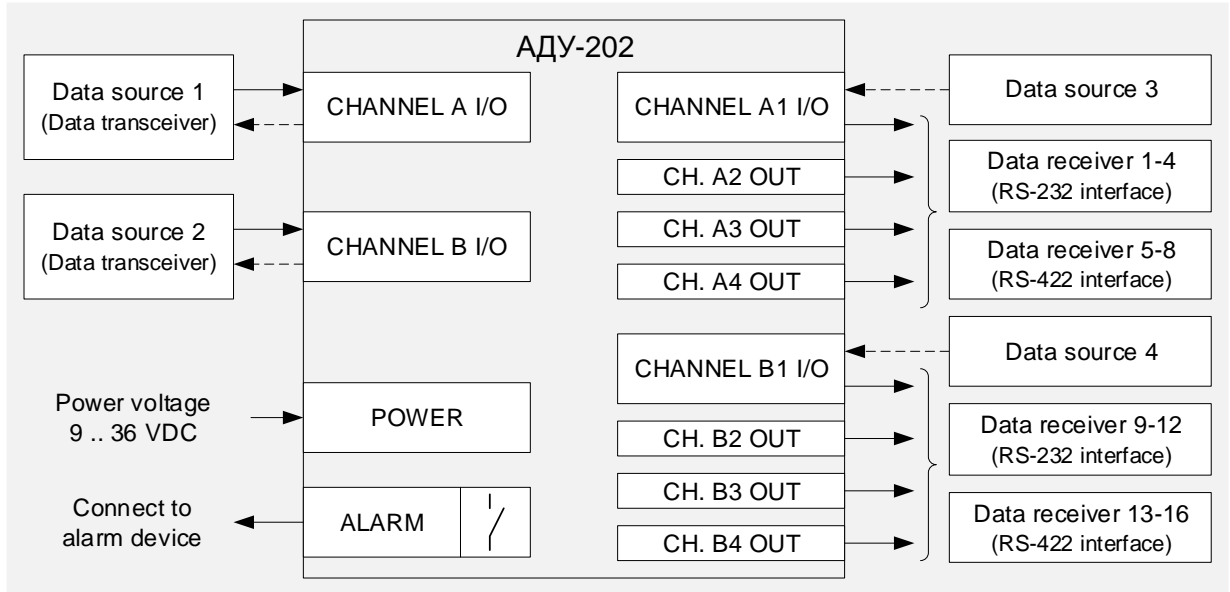 АДУ-202
Data source 1
(Data transceiver)
CHANNEL A I/O
Data source 2
(Data transceiver)
CHANNEL B I/O
Power voltage
9 .. 36 VDC
POWER
Connect to
alarm device
ALARM
CHANNEL A1 I/O
CH. A2 OUT
CH. A3 OUT
CH. A4 OUT
CHANNEL B1 I/O
CH. B2 OUT
CH. B3 OUT
CH. B4 OUT
Data source 3
Data receiver 1-4
(RS-232 interface)
Data receiver 5-8
(RS-422 interface)
Data source 4
Data receiver 9-12
(RS-232 interface)
Data receiver 13-16
(RS-422 interface)